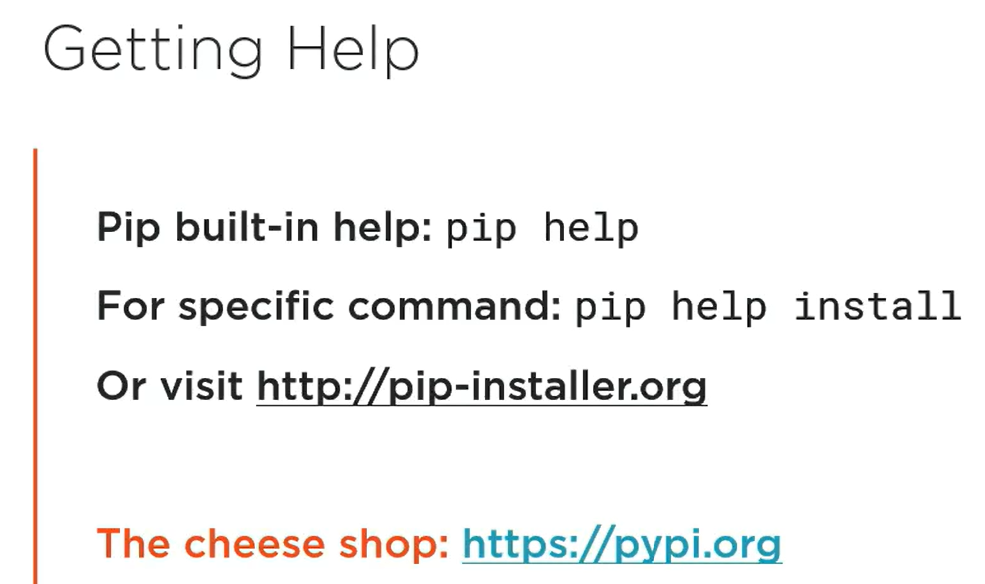 Getting Help
Pip built-in help: pip help
For specific command: pip help install
Or visit http://pip-installer.org
The cheese shop: https://pypi.org